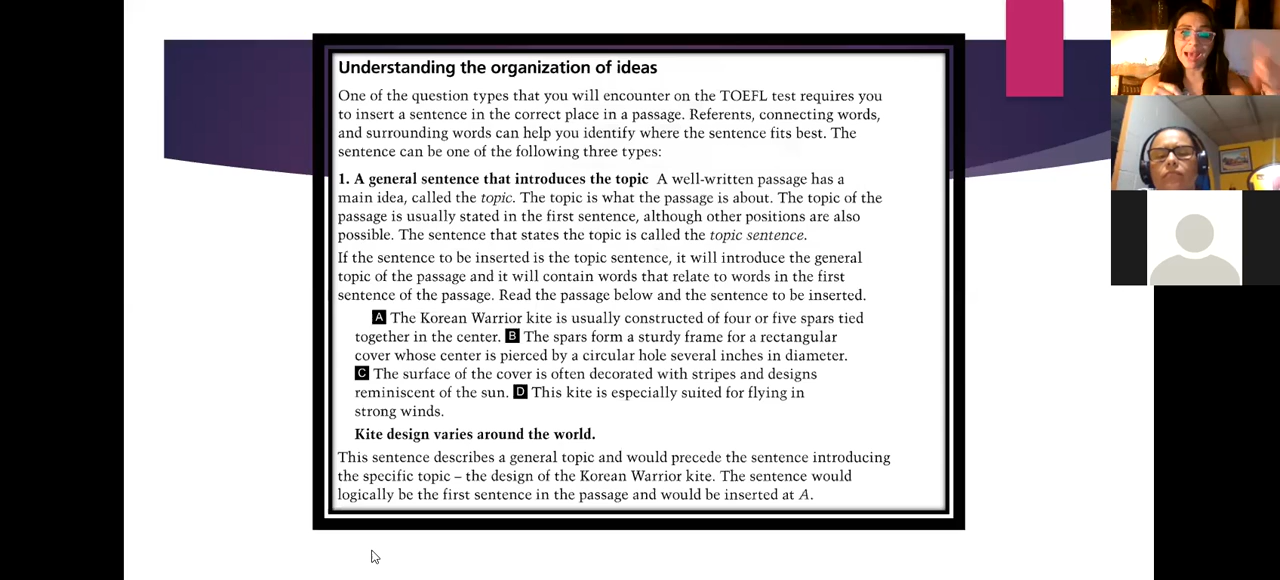 Understanding the organization of ideas
One of the question types that you will encounter on the TOEFL test requires you
to insert a sentence in the correct place in a passage. Referents, connecting words,
and surrounding words can help you identify where the sentence fits best. The
sentence can be one of the following three types:
1. A general sentence that introduces the topic A well-written passage has a
main idea, called the topic. The topic is what the passage is about. The topic of the
passage is usually stated in the first sentence, although other positions are also
possible. The sentence that states the topic is called the topic sentence.
If the sentence to be inserted is the topic sentence, it will introduce the general
topic of the passage and it will contain words that relate to words in the first
sentence of the passage. Read the passage below and the sentence to be inserted.
A The Korean Warrior kite is usually constructed of four or five spars tied
together in the center. B The spars form a sturdy frame for a rectangular
cover whose center is pierced by a circular hole several inches in diameter.
C The surface of the cover is often decorated with stripes and designs
reminiscent of the sun. D This kite is especially suited for flying in
strong winds.
Kite design varies around the world.
This sentence describes a general topic and would precede the sentence introducing
the specific topic – the design of the Korean Warrior kite. The sentence would
logically be the first sentence in the passage and would be inserted at A.